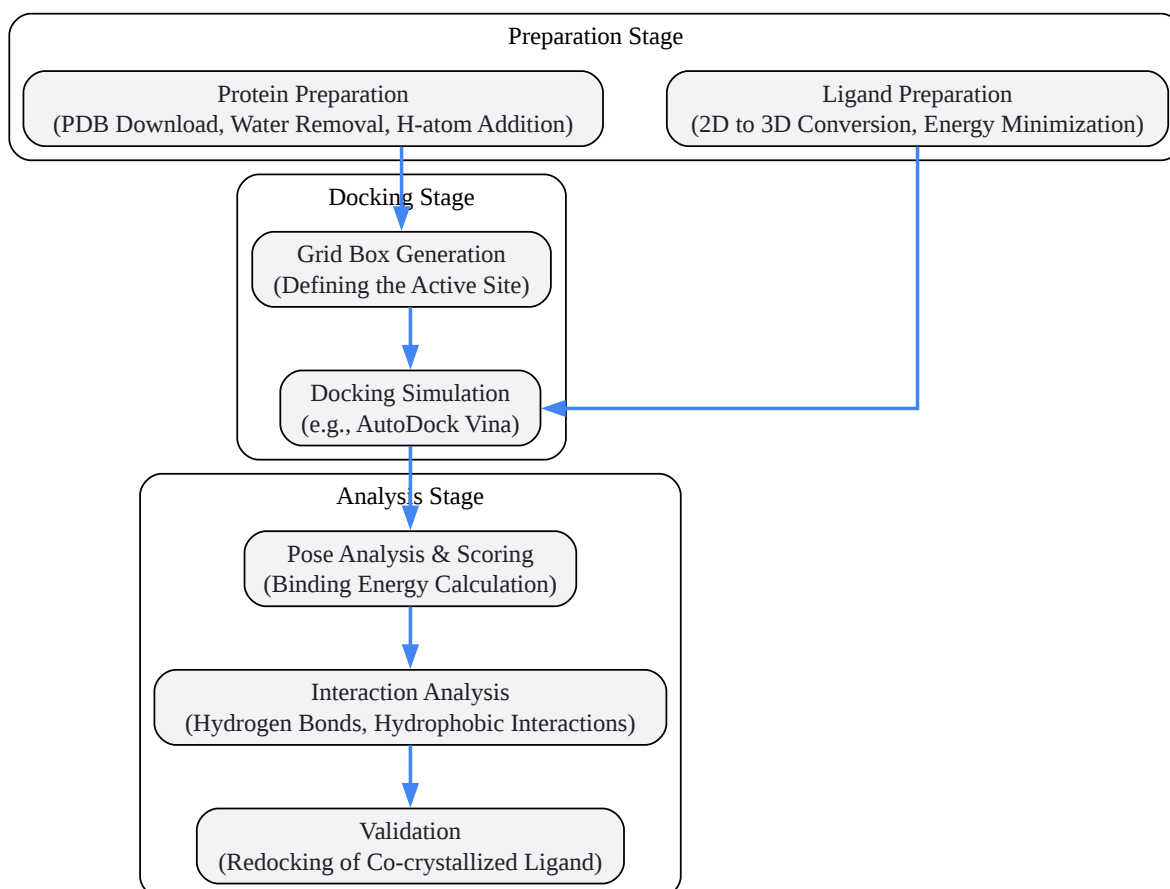 Preparation Stage
Protein Preparation
(PDB Download, Water Removal, H-atom Addition)
Ligand Preparation
(2D to 3D Conversion, Energy Minimization)
Docking Stage
Grid Box Generation
(Defining the Active Site)
Docking Simulation
(e.g., AutoDock Vina)
Analysis Stage
Pose Analysis & Scoring
(Binding Energy Calculation)
Interaction Analysis
(Hydrogen Bonds, Hydrophobic Interactions)
Validation
(Redocking of Co-crystallized Ligand)